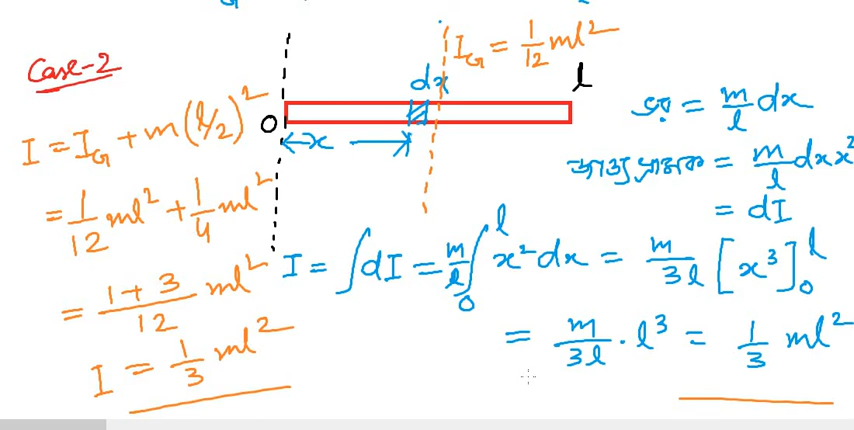 Case-2
I = I_G + m(l/2)²
= 1/12 ml² + 1/4 ml²
= (1+3)/12 ml²
I = 1/3 ml²
I_G = 1/12 ml²
l
dx
O
x
ভর = m/l dx
জড়তার ভ্রামক = m/l dx x²
= dI
I = ∫dI = m/l ∫₀ˡ x² dx = m/3l [x³]₀ˡ
= m/3l · l³ = 1/3 ml²